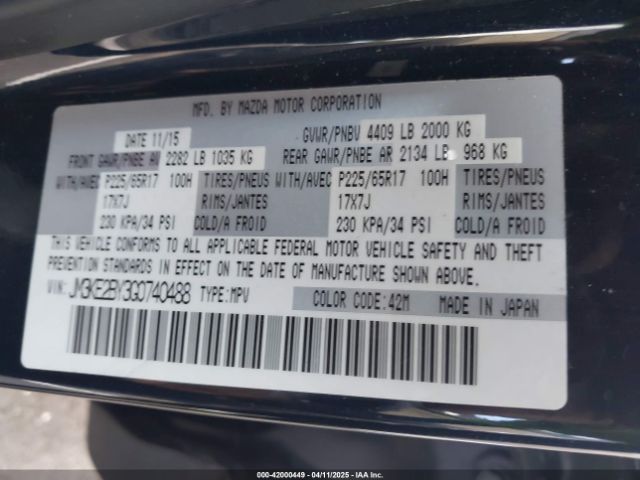 MFD. BY MAZDA MOTOR CORPORATION
DATE 11/15 GVWR/PNBV 4409 LB 2000 KG
FRONT GAWR/PNBE AV 2282 LB 1035 KG REAR GAWR/PNBE AR 2134 LB 968 KG
WITH/AVEC P225/65R17 100H TIRES/PNEUS WITH/AVEC P225/65R17 100H TIRES/PNEUS
17X7J RIMS/JANTES 17X7J RIMS/JANTES
230 KPA/34 PSI COLD/A FROID 230 KPA/34 PSI COLD/A FROID
THIS VEHICLE CONFORMS TO ALL APPLICABLE FEDERAL MOTOR VEHICLE SAFETY AND THEFT
PREVENTION STANDARDS IN EFFECT ON THE DATE OF MANUFACTURE SHOWN ABOVE.
VIN: JM3KE2BY3G0740488 TYPE: MPV COLOR CODE: 42M MADE IN JAPAN
000-42000449 - 04/11/2025 - IAA Inc.